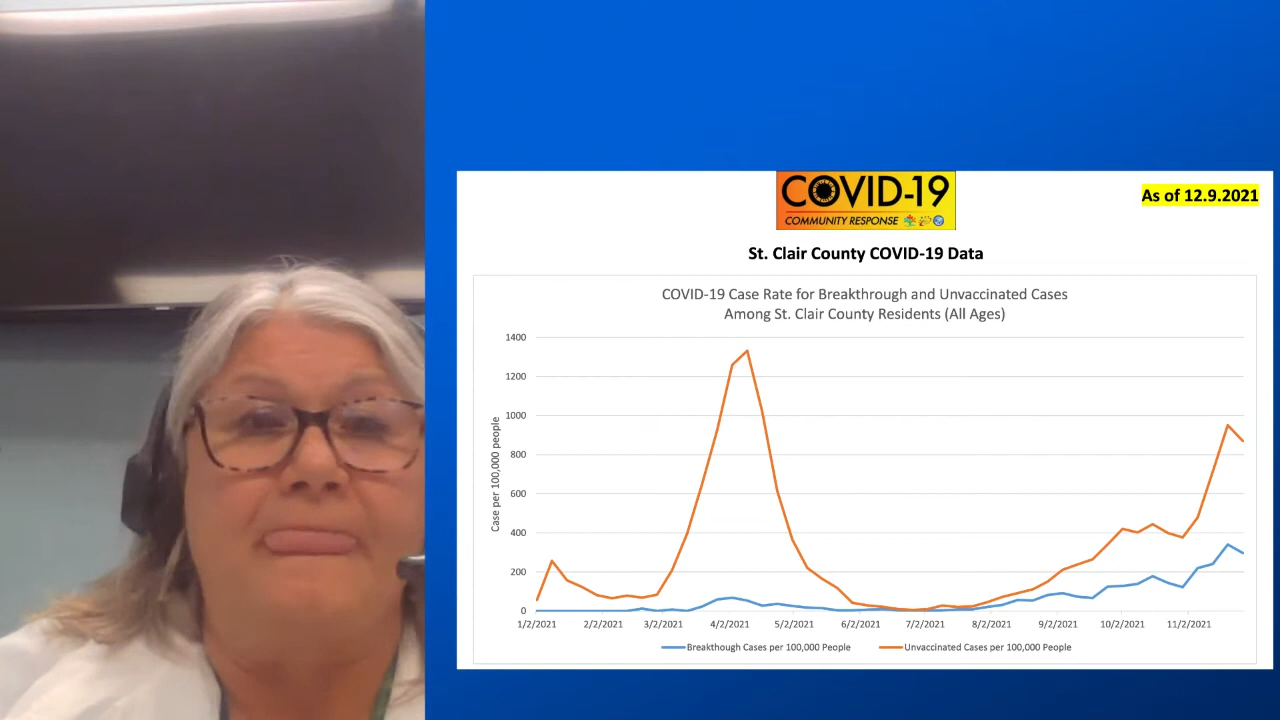 COVID-19
COMMUNITY RESPONSE
As of 12.9.2021
St. Clair County COVID-19 Data
COVID-19 Case Rate for Breakthrough and Unvaccinated Cases
Among St. Clair County Residents (All Ages)
Case per 100,000 people
1400
1200
1000
800
600
400
200
0
1/2/2021 2/2/2021 3/2/2021 4/2/2021 5/2/2021 6/2/2021 7/2/2021 8/2/2021 9/2/2021 10/2/2021 11/2/2021
Breakthough Cases per 100,000 People Unvaccinated Cases per 100,000 People